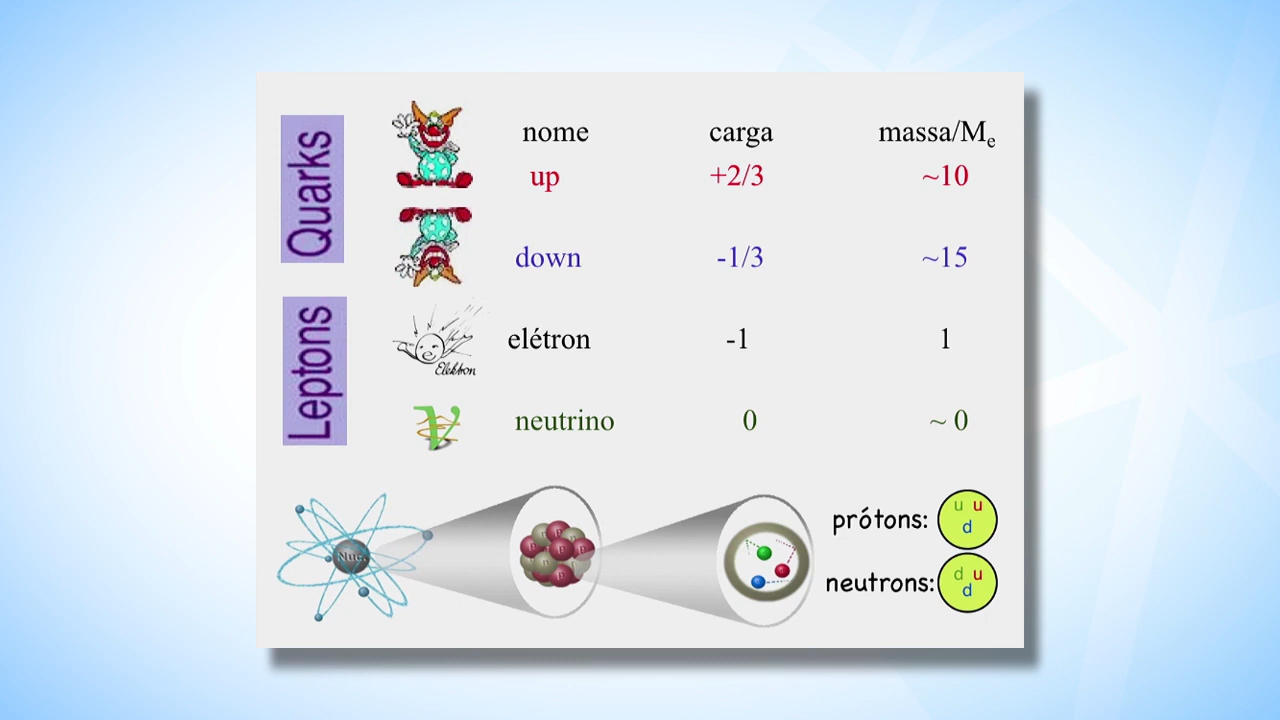 Quarks
nome carga massa/Me
up +2/3 ~10
down -1/3 ~15
Leptons
elétron -1 1
Elektron
neutrino 0 ~ 0
ν
Nuc
p p p p p
prótons: u u
d
neutrons: d u
d